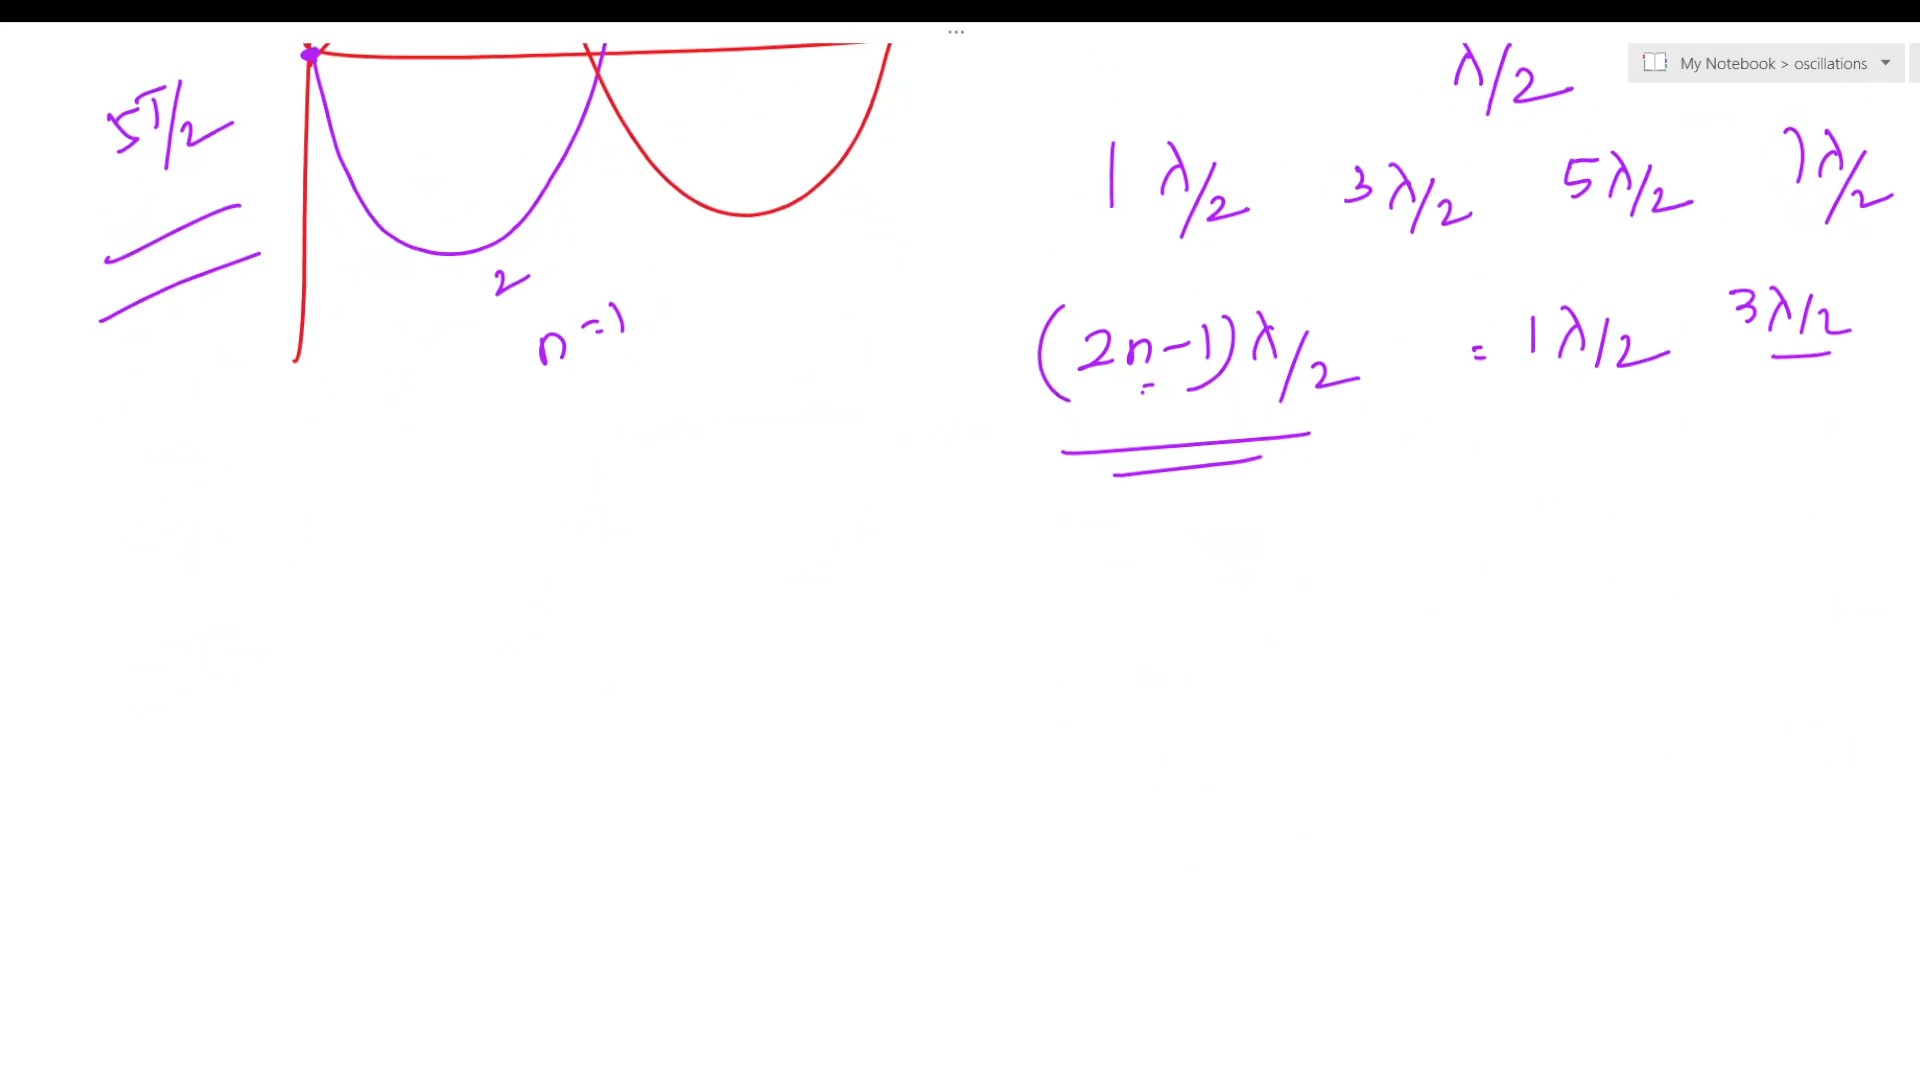 ...
My Notebook > oscillations
λ/2
5π/2
1 λ/2 3λ/2 5λ/2 7λ/2
2
n=1
(2n-1)λ/2 = 1λ/2 3λ/2